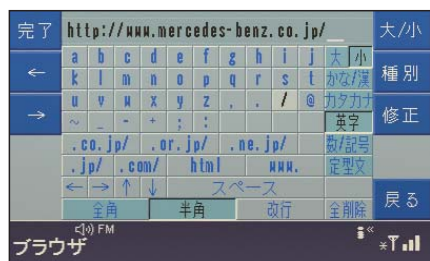 完了 http://www.mercedes-benz.co.jp/_ 大/小
← a b c d e f g h i j 大 小 種別
k l m n o p q r s t かな/漢
→ u v w x y z , . / @ カタカナ 修正
~ _ - + ; : 英字
.co.jp/ .or.jp/ .ne.jp/ 数/記号
.jp/ .com/ html www. 定型文
← → ↑ ↓ スペース 戻る
全角 半角 改行 全削除
FM
ブラウザ